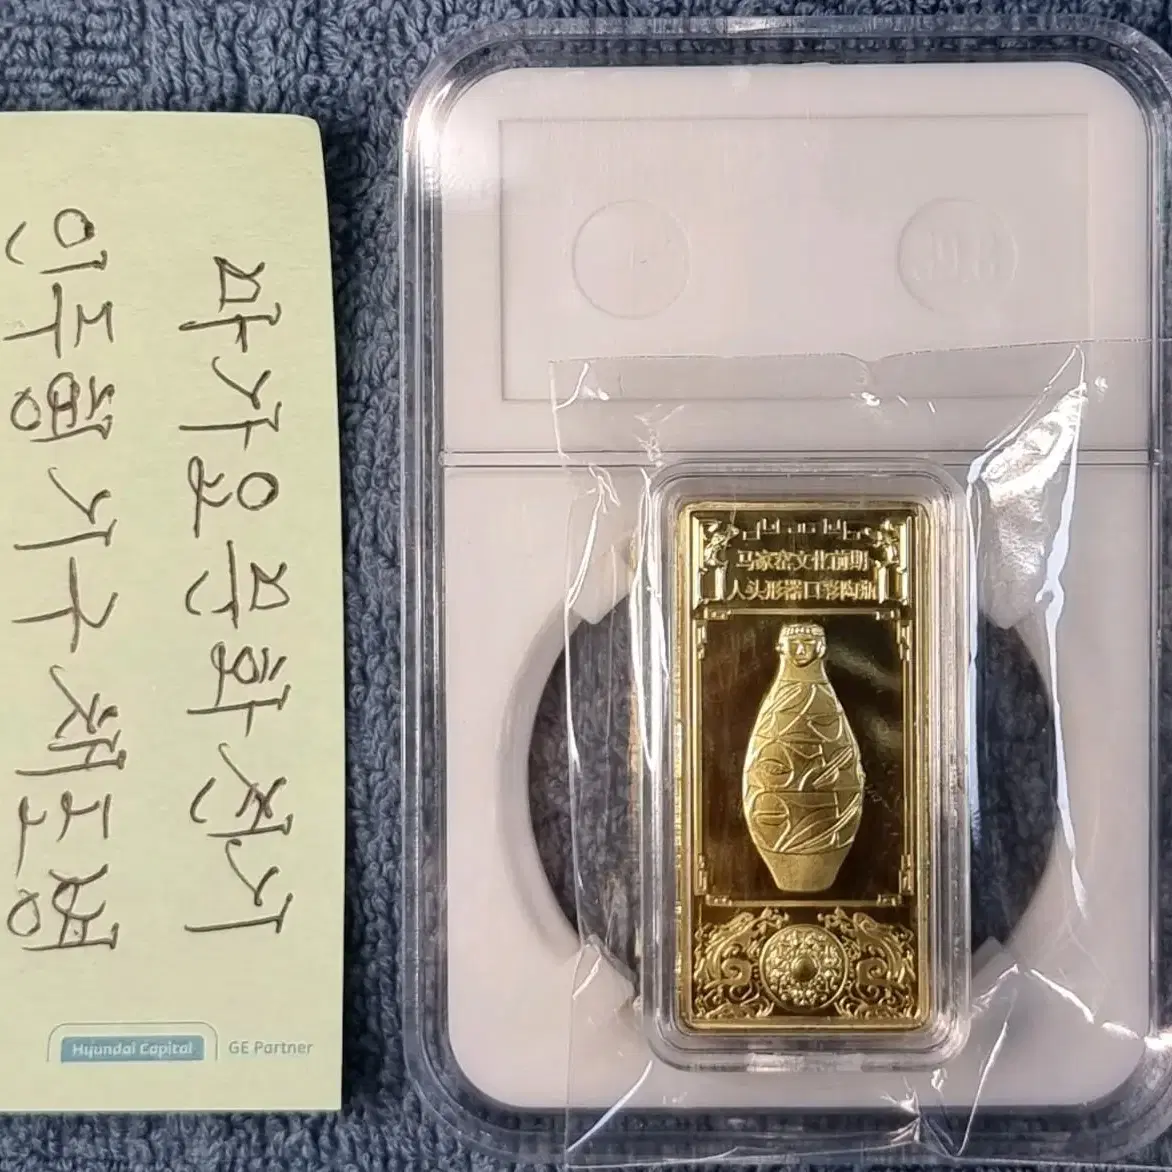 마가요문화전기
인두형기구채도병
Hyundai Capital GE Partner
马家窑文化前期
人头形器口彩陶瓶